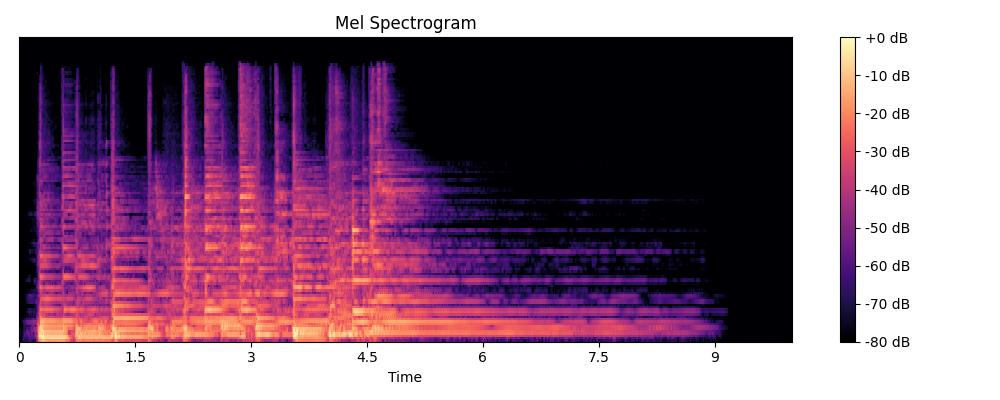 Mel Spectrogram
+0 dB
-10 dB
-20 dB
-30 dB
-40 dB
-50 dB
-60 dB
-70 dB
-80 dB
0 1.5 3 4.5 6 7.5 9
Time